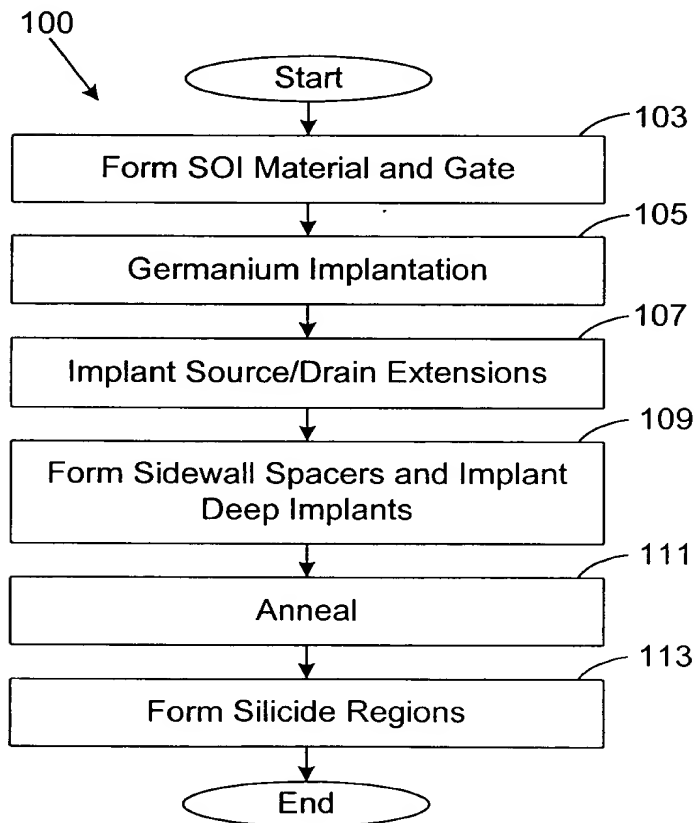 100
Start
103
Form SOI Material and Gate
105
Germanium Implantation
107
Implant Source/Drain Extensions
109
Form Sidewall Spacers and Implant
Deep Implants
111
Anneal
113
Form Silicide Regions
End